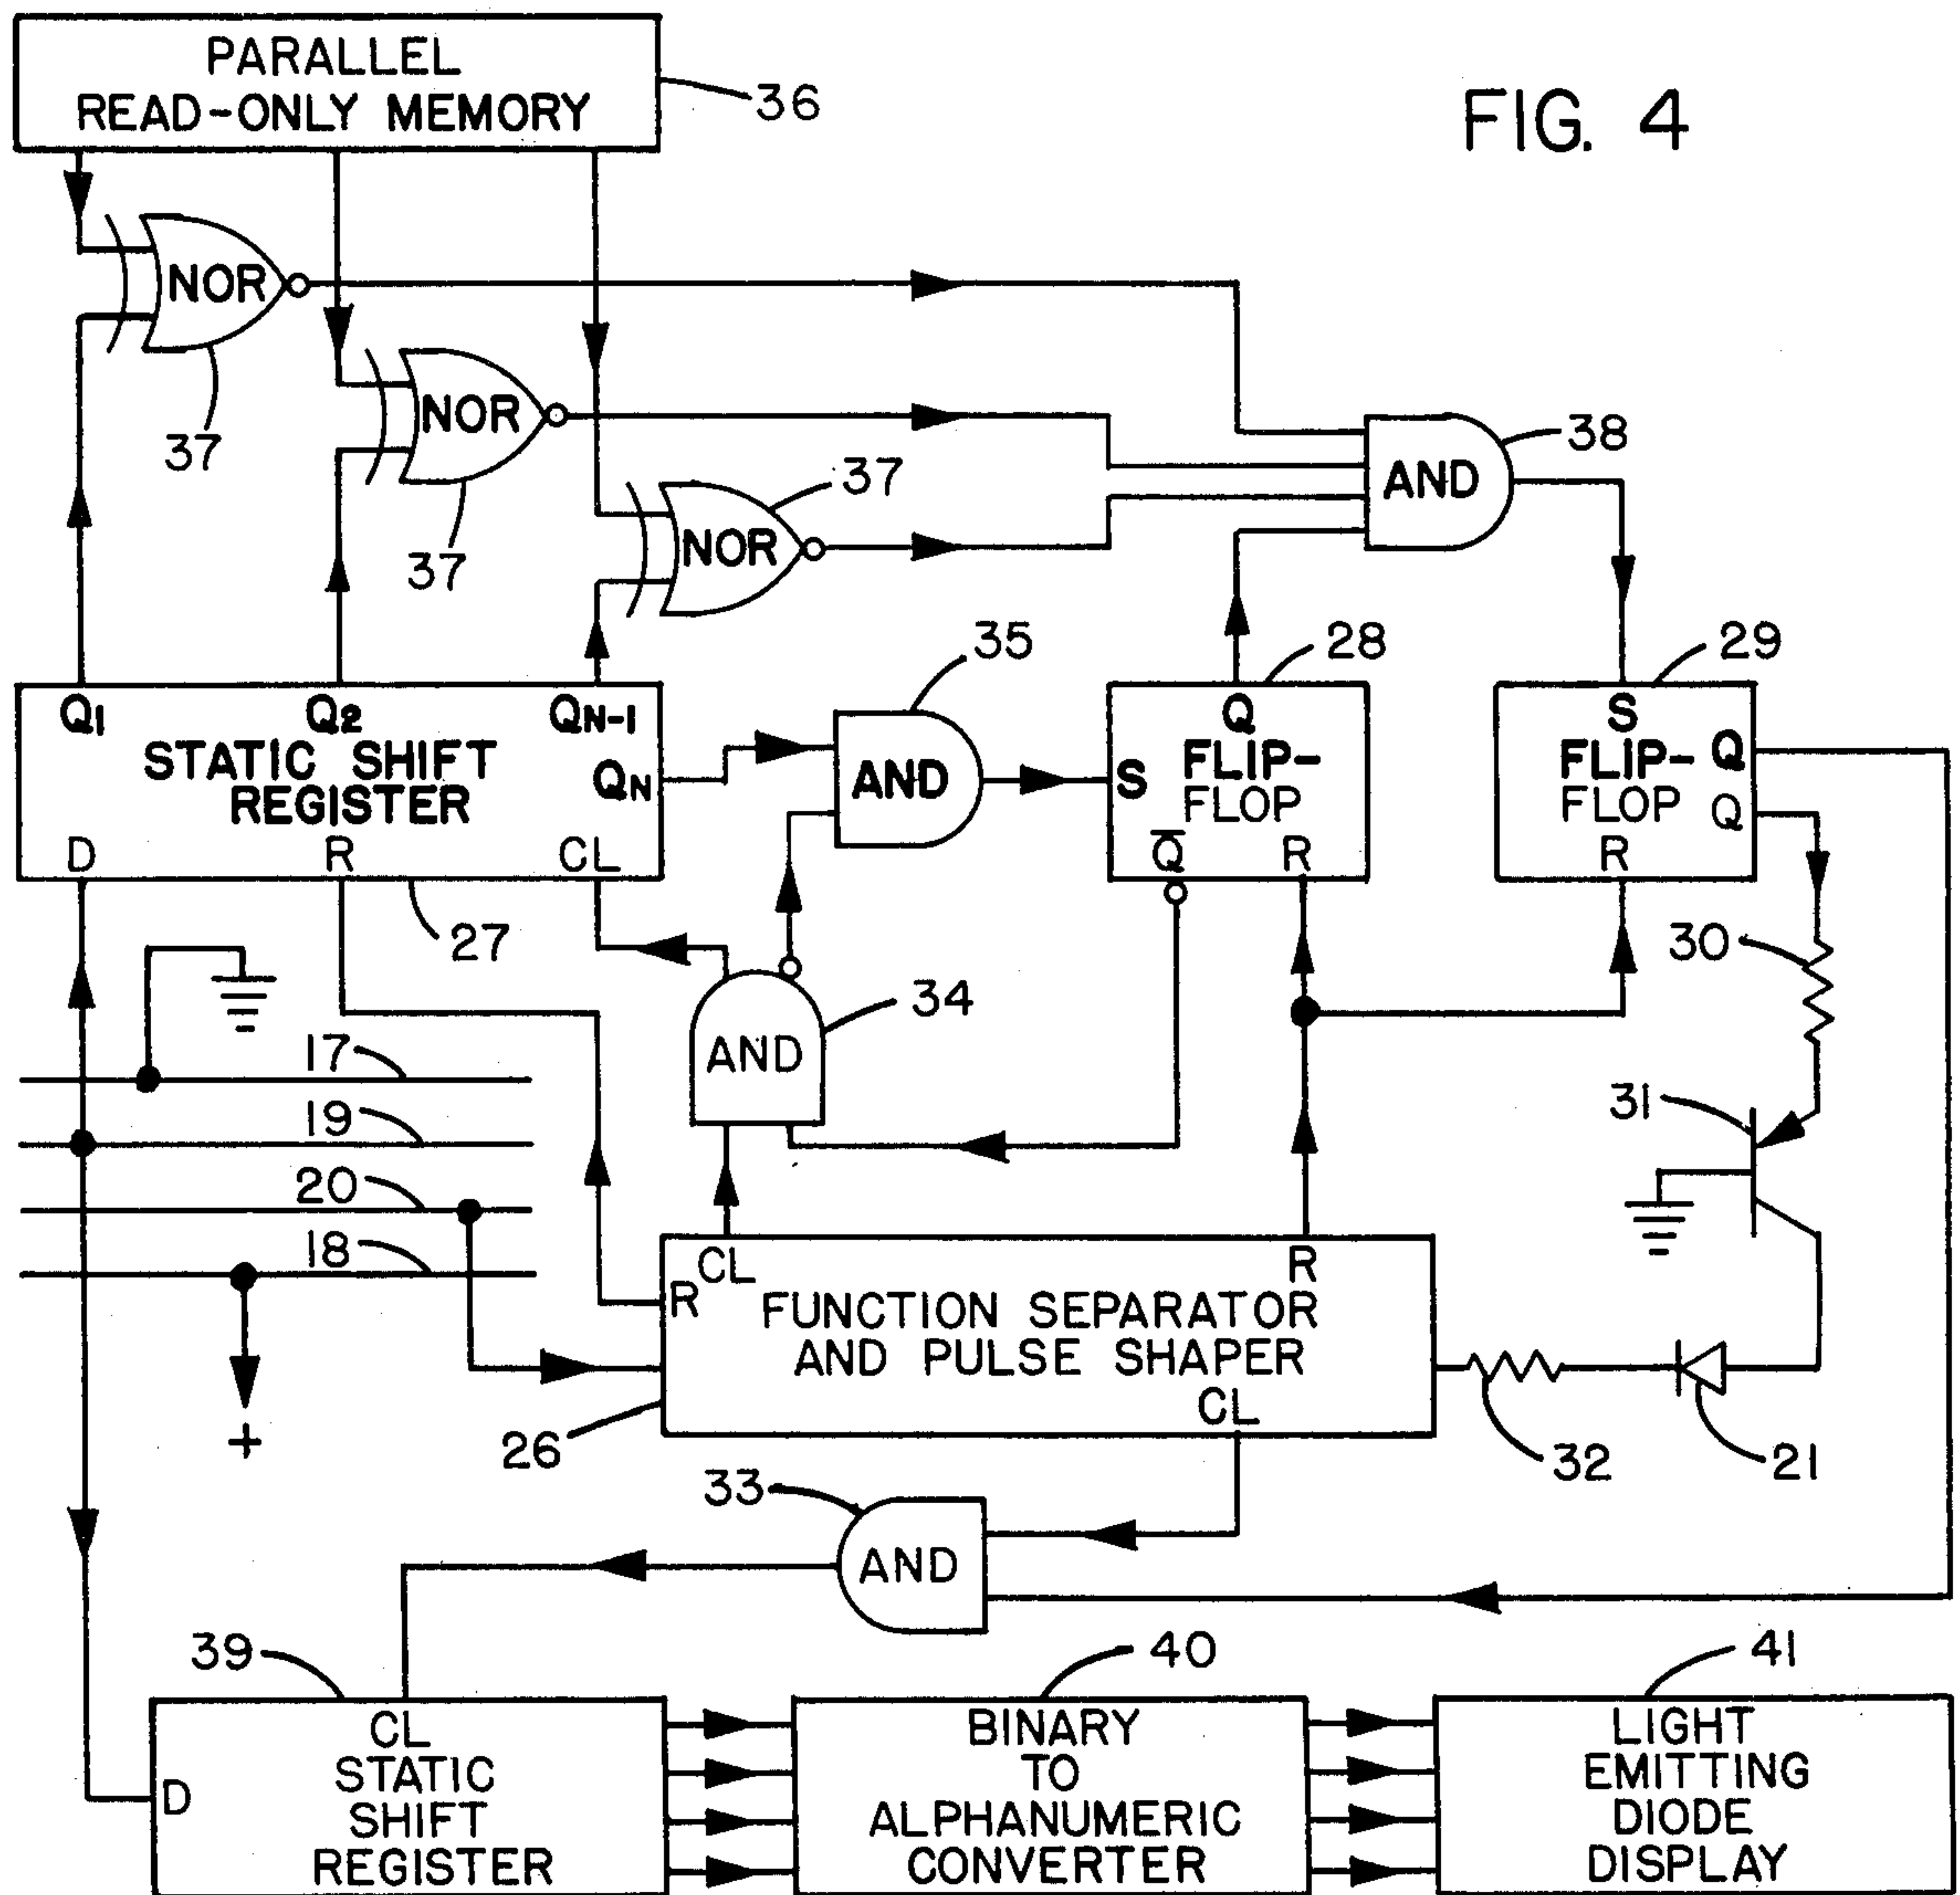 PARALLEL
READ-ONLY MEMORY
36
FIG. 4
NOR
37
NOR
37
NOR
37
AND
38
Q1
Q2
QN-1
STATIC SHIFT
REGISTER
QN
D
R
CL
27
35
AND
28
Q
S
FLIP-
FLOP
Q̅
R
29
S
FLIP-
FLOP
Q
Q
R
30
34
AND
31
17
19
20
18
+
R
CL
R
FUNCTION SEPARATOR
AND PULSE SHAPER
CL
26
32
21
33
AND
39
CL
STATIC
SHIFT
REGISTER
D
40
BINARY
TO
ALPHANUMERIC
CONVERTER
41
LIGHT
EMITTING
DIODE
DISPLAY